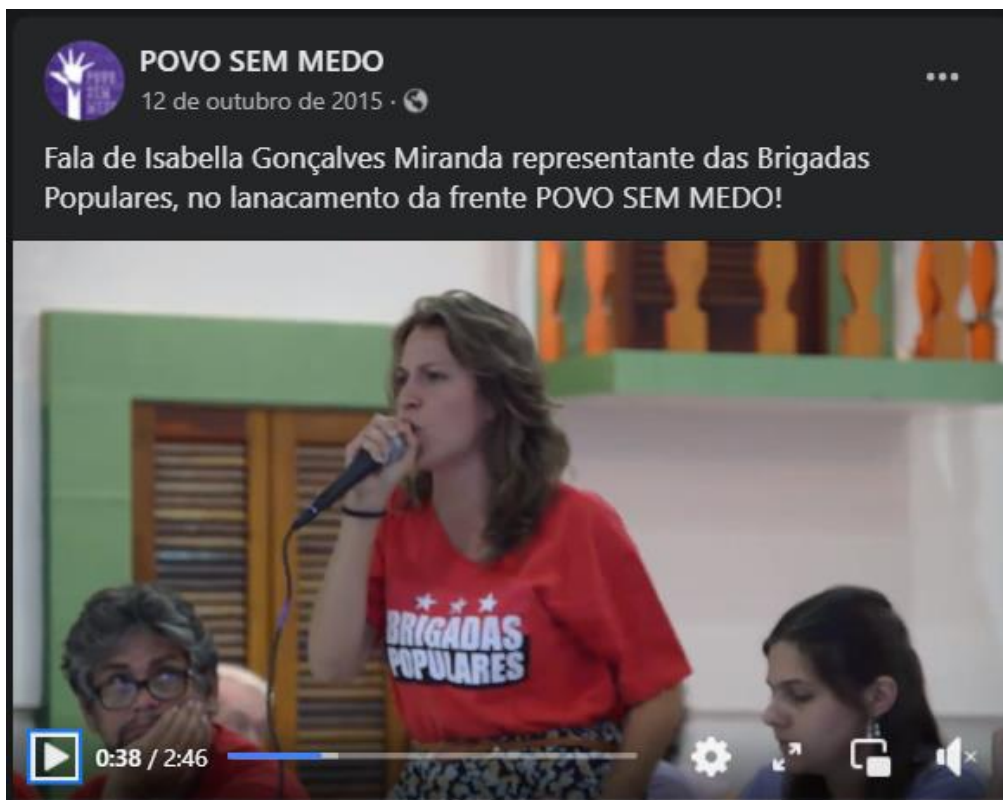 POVO SEM MEDO
12 de outubro de 2015 ·
Fala de Isabella Gonçalves Miranda representante das Brigadas
Populares, no lanacamento da frente POVO SEM MEDO!
BRIGADAS
POPULARES
0:38 / 2:46